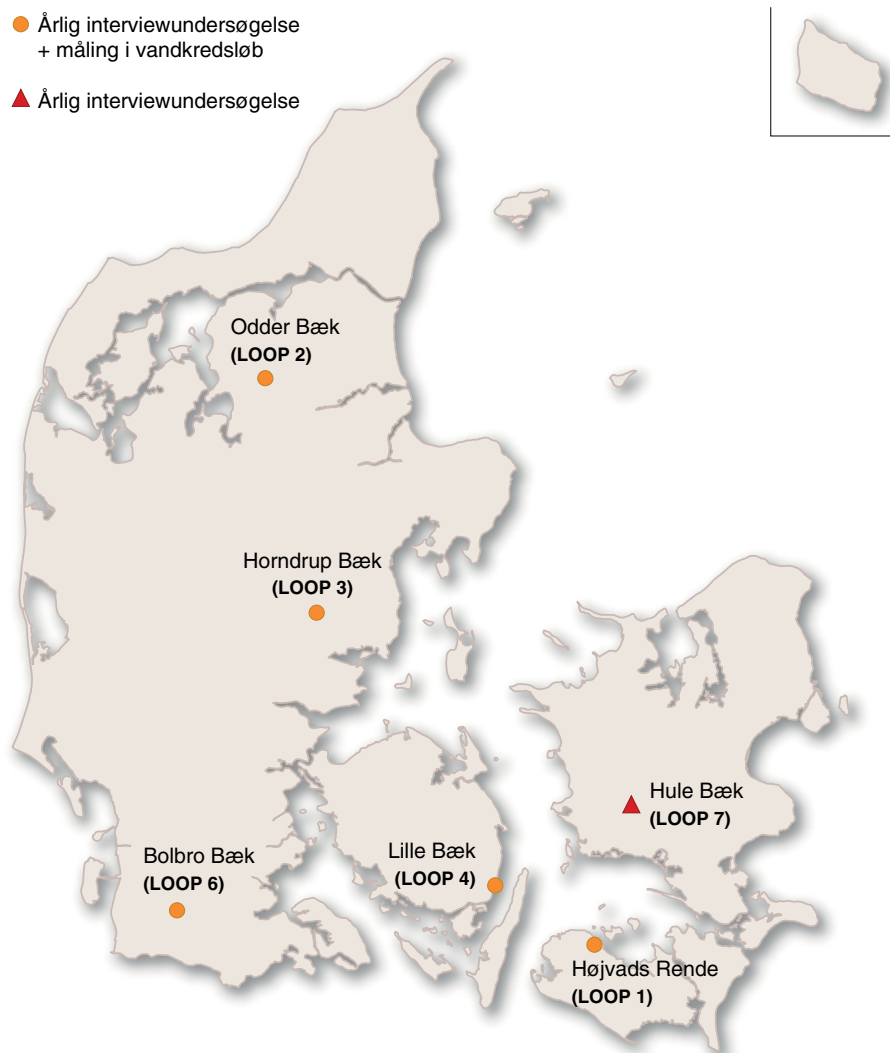 Årlig interviewundersøgelse
+ måling i vandkredsløb
Årlig interviewundersøgelse
Odder Bæk
(LOOP 2)
Horndrup Bæk
(LOOP 3)
Hule Bæk
(LOOP 7)
Lille Bæk
(LOOP 4)
Bolbro Bæk
(LOOP 6)
Højvads Rende
(LOOP 1)